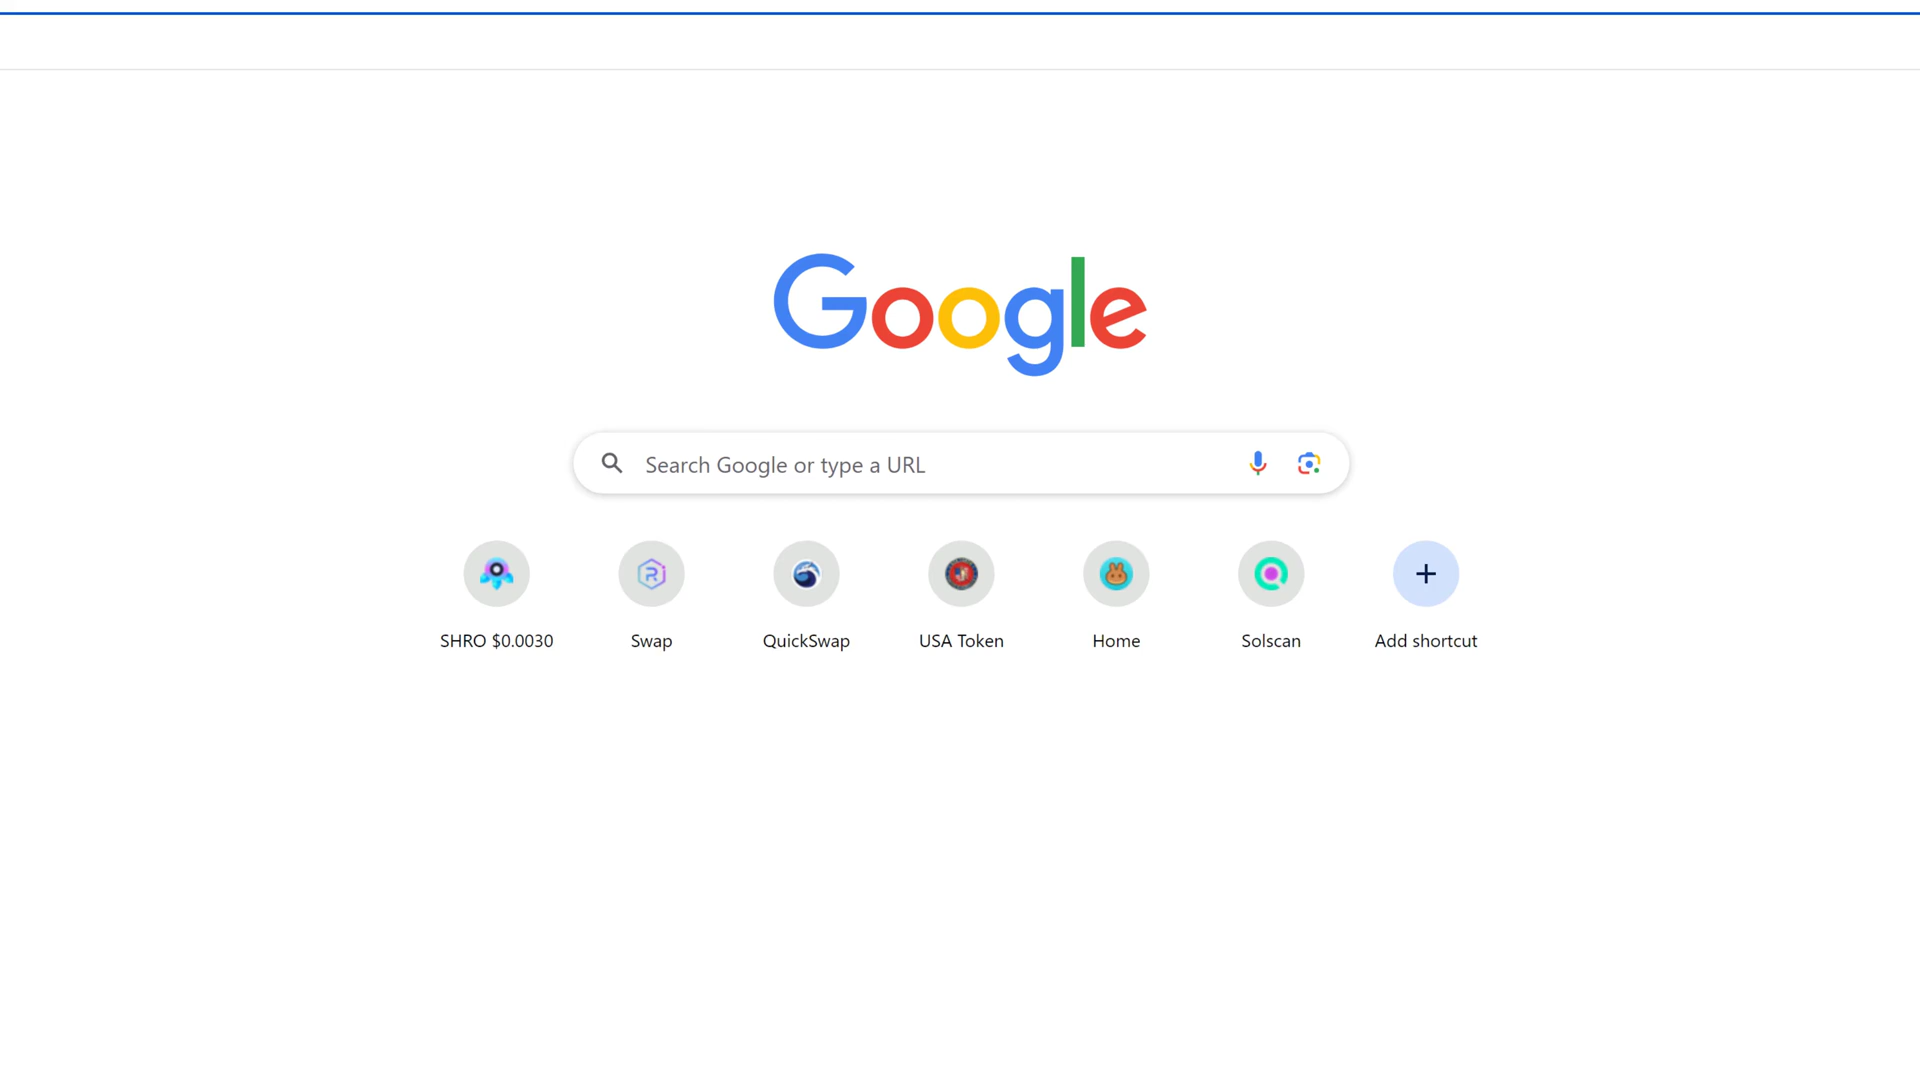 Google
Search Google or type a URL
SHRO $0.0030
Swap
QuickSwap
USA Token
Home
Solscan
Add shortcut